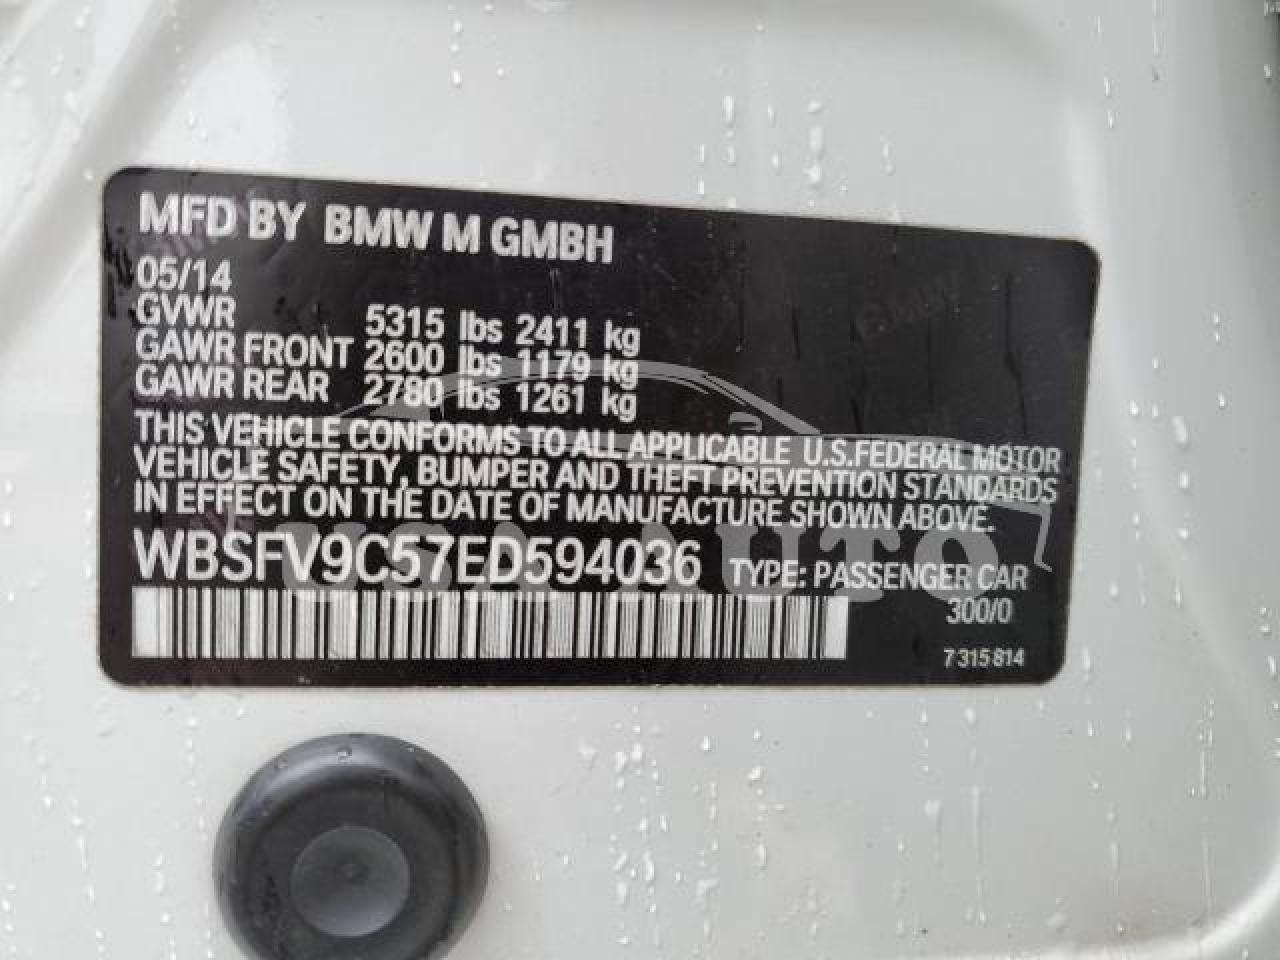 MFD BY BMW M GMBH
05/14
GVWR 5315 lbs 2411 kg
GAWR FRONT 2600 lbs 1179 kg
GAWR REAR 2780 lbs 1261 kg
THIS VEHICLE CONFORMS TO ALL APPLICABLE U.S.FEDERAL MOTOR
VEHICLE SAFETY, BUMPER AND THEFT PREVENTION STANDARDS
IN EFFECT ON THE DATE OF MANUFACTURE SHOWN ABOVE.
USA AUTO
WBSFV9C57ED594036 TYPE: PASSENGER CAR
300/0
7 315 814